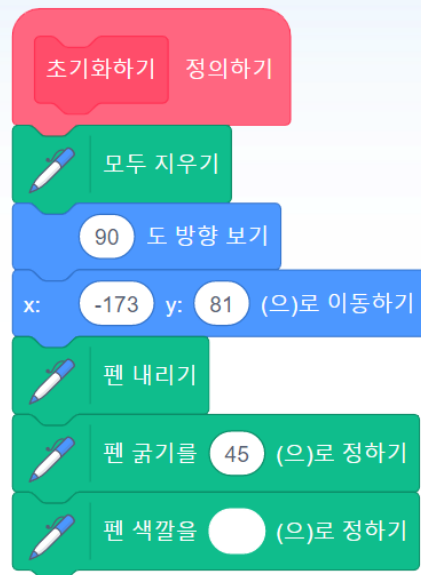 초기화하기 정의하기
모두 지우기
90 도 방향 보기
x: -173 y: 81 (으)로 이동하기
펜 내리기
펜 굵기를 45 (으)로 정하기
펜 색깔을 (으)로 정하기